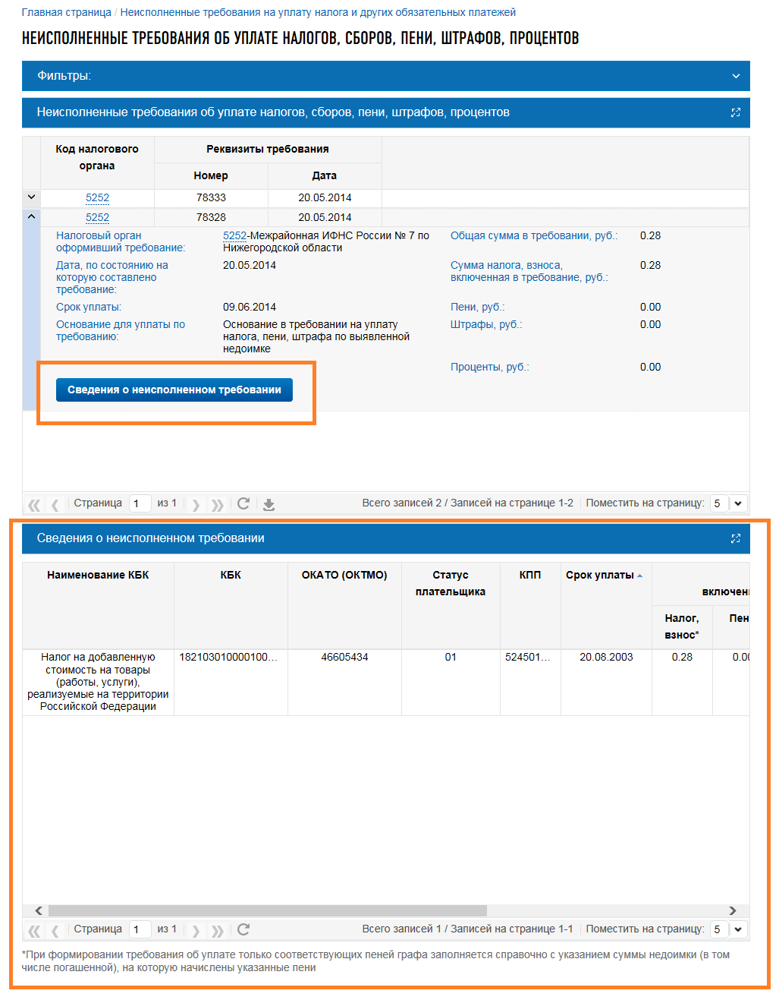 Главная страница / Неисполненные требования на уплату налога и других обязательных платежей
НЕИСПОЛНЕННЫЕ ТРЕБОВАНИЯ ОБ УПЛАТЕ НАЛОГОВ, СБОРОВ, ПЕНИ, ШТРАФОВ, ПРОЦЕНТОВ
Фильтры:
Неисполненные требования об уплате налогов, сборов, пени, штрафов, процентов
Код налогового
органа
Реквизиты требования
Номер
Дата
5252 78333 20.05.2014
5252 78328 20.05.2014
Налоговый орган
оформивший требование:
5252-Межрайонная ИФНС России № 7 по
Нижегородской области
Общая сумма в требовании, руб.: 0.28
Дата, по состоянию на
которую составлено
требование:
20.05.2014
Сумма налога, взноса,
включенная в требование, руб.:
0.28
Срок уплаты: 09.06.2014
Пени, руб.: 0.00
Основание для уплаты по
требованию:
Основание в требовании на уплату
налога, пени, штрафа по выявленной
недоимке
Штрафы, руб.: 0.00
Проценты, руб.: 0.00
Сведения о неисполненном требовании
Страница 1 из 1
Всего записей 2 / Записей на странице 1-2
Поместить на страницу: 5
Сведения о неисполненном требовании
Наименование КБК
КБК
ОКАТО (ОКТМО)
Статус
плательщика
КПП
Срок уплаты
включен
Налог,
взнос*
Пен
Налог на добавленную
стоимость на товары
(работы, услуги),
реализуемые на территории
Российской Федерации
182103010000100...
46605434
01
524501...
20.08.2003
0.28
0.00
Страница 1 из 1
Всего записей 1 / Записей на странице 1-1
Поместить на страницу: 5
*При формировании требования об уплате только соответствующих пеней графа заполняется справочно с указанием суммы недоимки (в том
числе погашенной), на которую начислены указанные пени